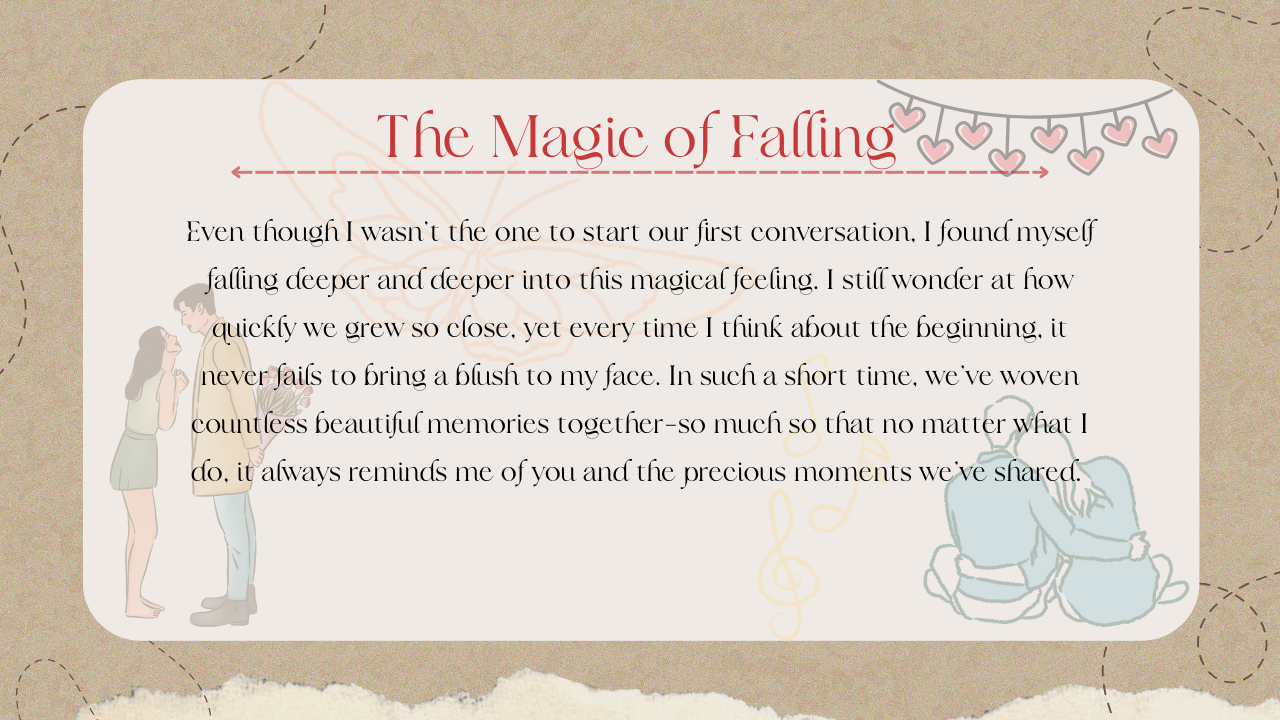 The Magic of Falling
Even though I wasn't the one to start our first conversation, I found myself
falling deeper and deeper into this magical feeling. I still wonder at how
quickly we grew so close, yet every time I think about the beginning, it
never fails to bring a blush to my face. In such a short time, we've woven
countless beautiful memories together-so much so that no matter what I
do, it always reminds me of you and the precious moments we've shared.